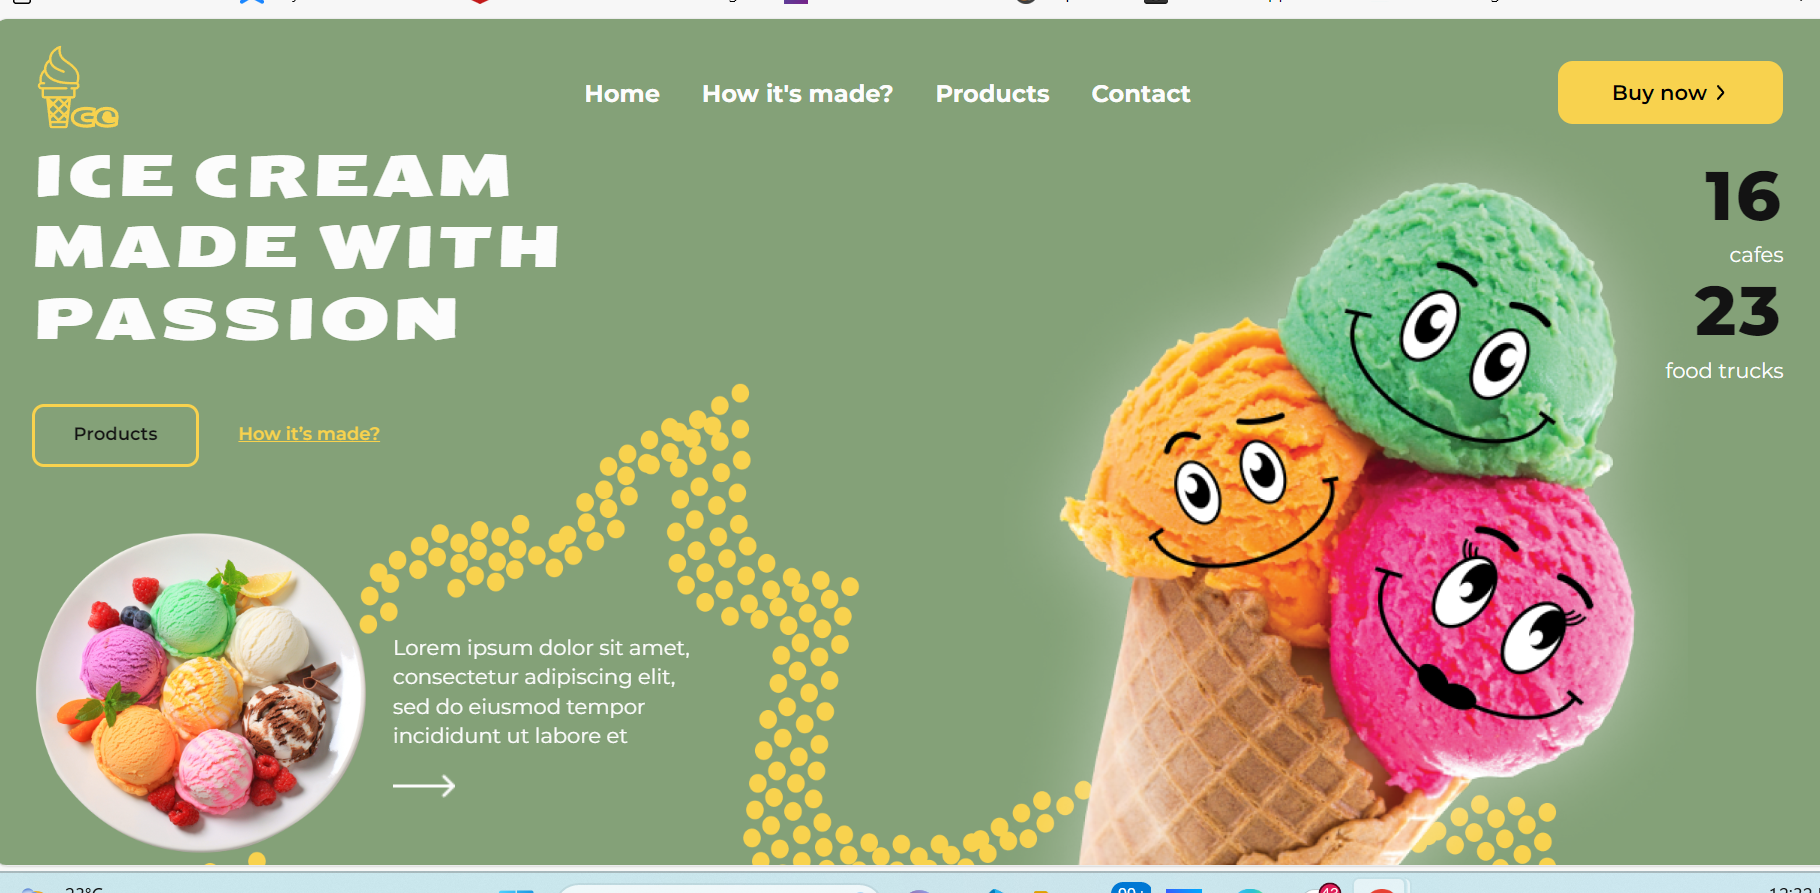 Home How it's made? Products Contact
Buy now
ICE CREAM
MADE WITH
PASSION
16
cafes
23
food trucks
Products
How it’s made?
Lorem ipsum dolor sit amet,
consectetur adipiscing elit,
sed do eiusmod tempor
incididunt ut labore et